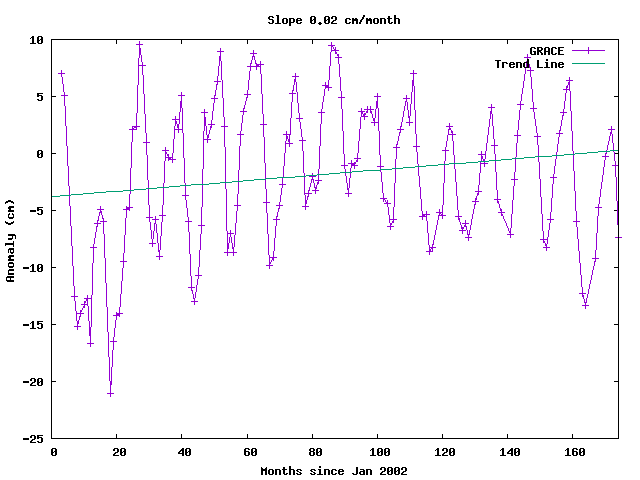 Slope 0.02 cm/month
GRACE
Trend Line
10
5
0
-5
-10
-15
-20
-25
Anomaly (cm)
0 20 40 60 80 100 120 140 160
Months since Jan 2002